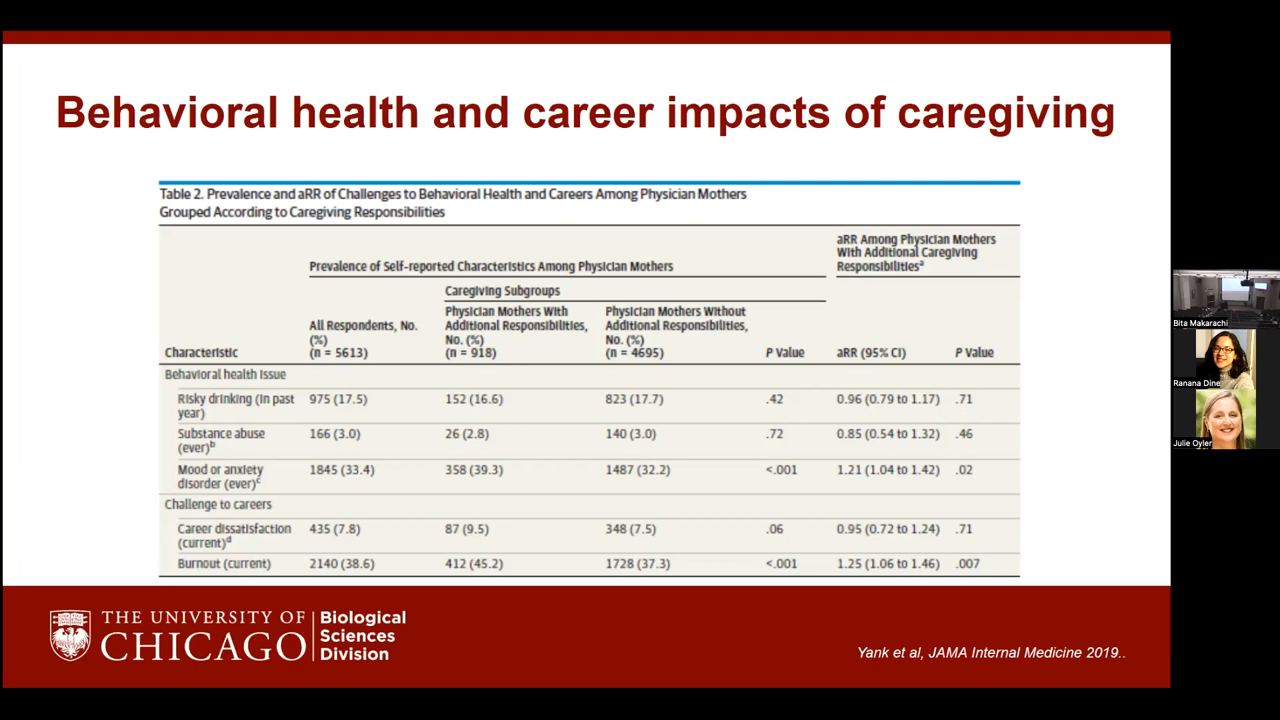 Behavioral health and career impacts of caregiving
Table 2. Prevalence and aRR of Challenges to Behavioral Health and Careers Among Physician Mothers
Grouped According to Caregiving Responsibilities
Prevalence of Self-reported Characteristics Among Physician Mothers
aRR Among Physician Mothers
With Additional Caregiving
Responsibilitiesa
Caregiving Subgroups
Characteristic
All Respondents, No.
(%)
(n = 5613)
Physician Mothers With
Additional Responsibilities,
No. (%)
(n = 918)
Physician Mothers Without
Additional Responsibilities,
No. (%)
(n = 4695)
P Value
aRR (95% CI)
P Value
Behavioral health issue
Risky drinking (in past 975 (17.5) 152 (16.6) 823 (17.7) .42 0.96 (0.79 to 1.17) .71
year)
Substance abuse 166 (3.0) 26 (2.8) 140 (3.0) .72 0.85 (0.54 to 1.32) .46
(ever)b
Mood or anxiety 1845 (33.4) 358 (39.3) 1487 (32.2) <.001 1.21 (1.04 to 1.42) .02
disorder (ever)c
Challenge to careers
Career dissatisfaction 435 (7.8) 87 (9.5) 348 (7.5) .06 0.95 (0.72 to 1.24) .71
(current)d
Burnout (current) 2140 (38.6) 412 (45.2) 1728 (37.3) <.001 1.25 (1.06 to 1.46) .007
THE UNIVERSITY OF
CHICAGO
Biological
Sciences
Division
Yank et al, JAMA Internal Medicine 2019..
Bita Makarachi
Ranana Dine
Julie Oyler